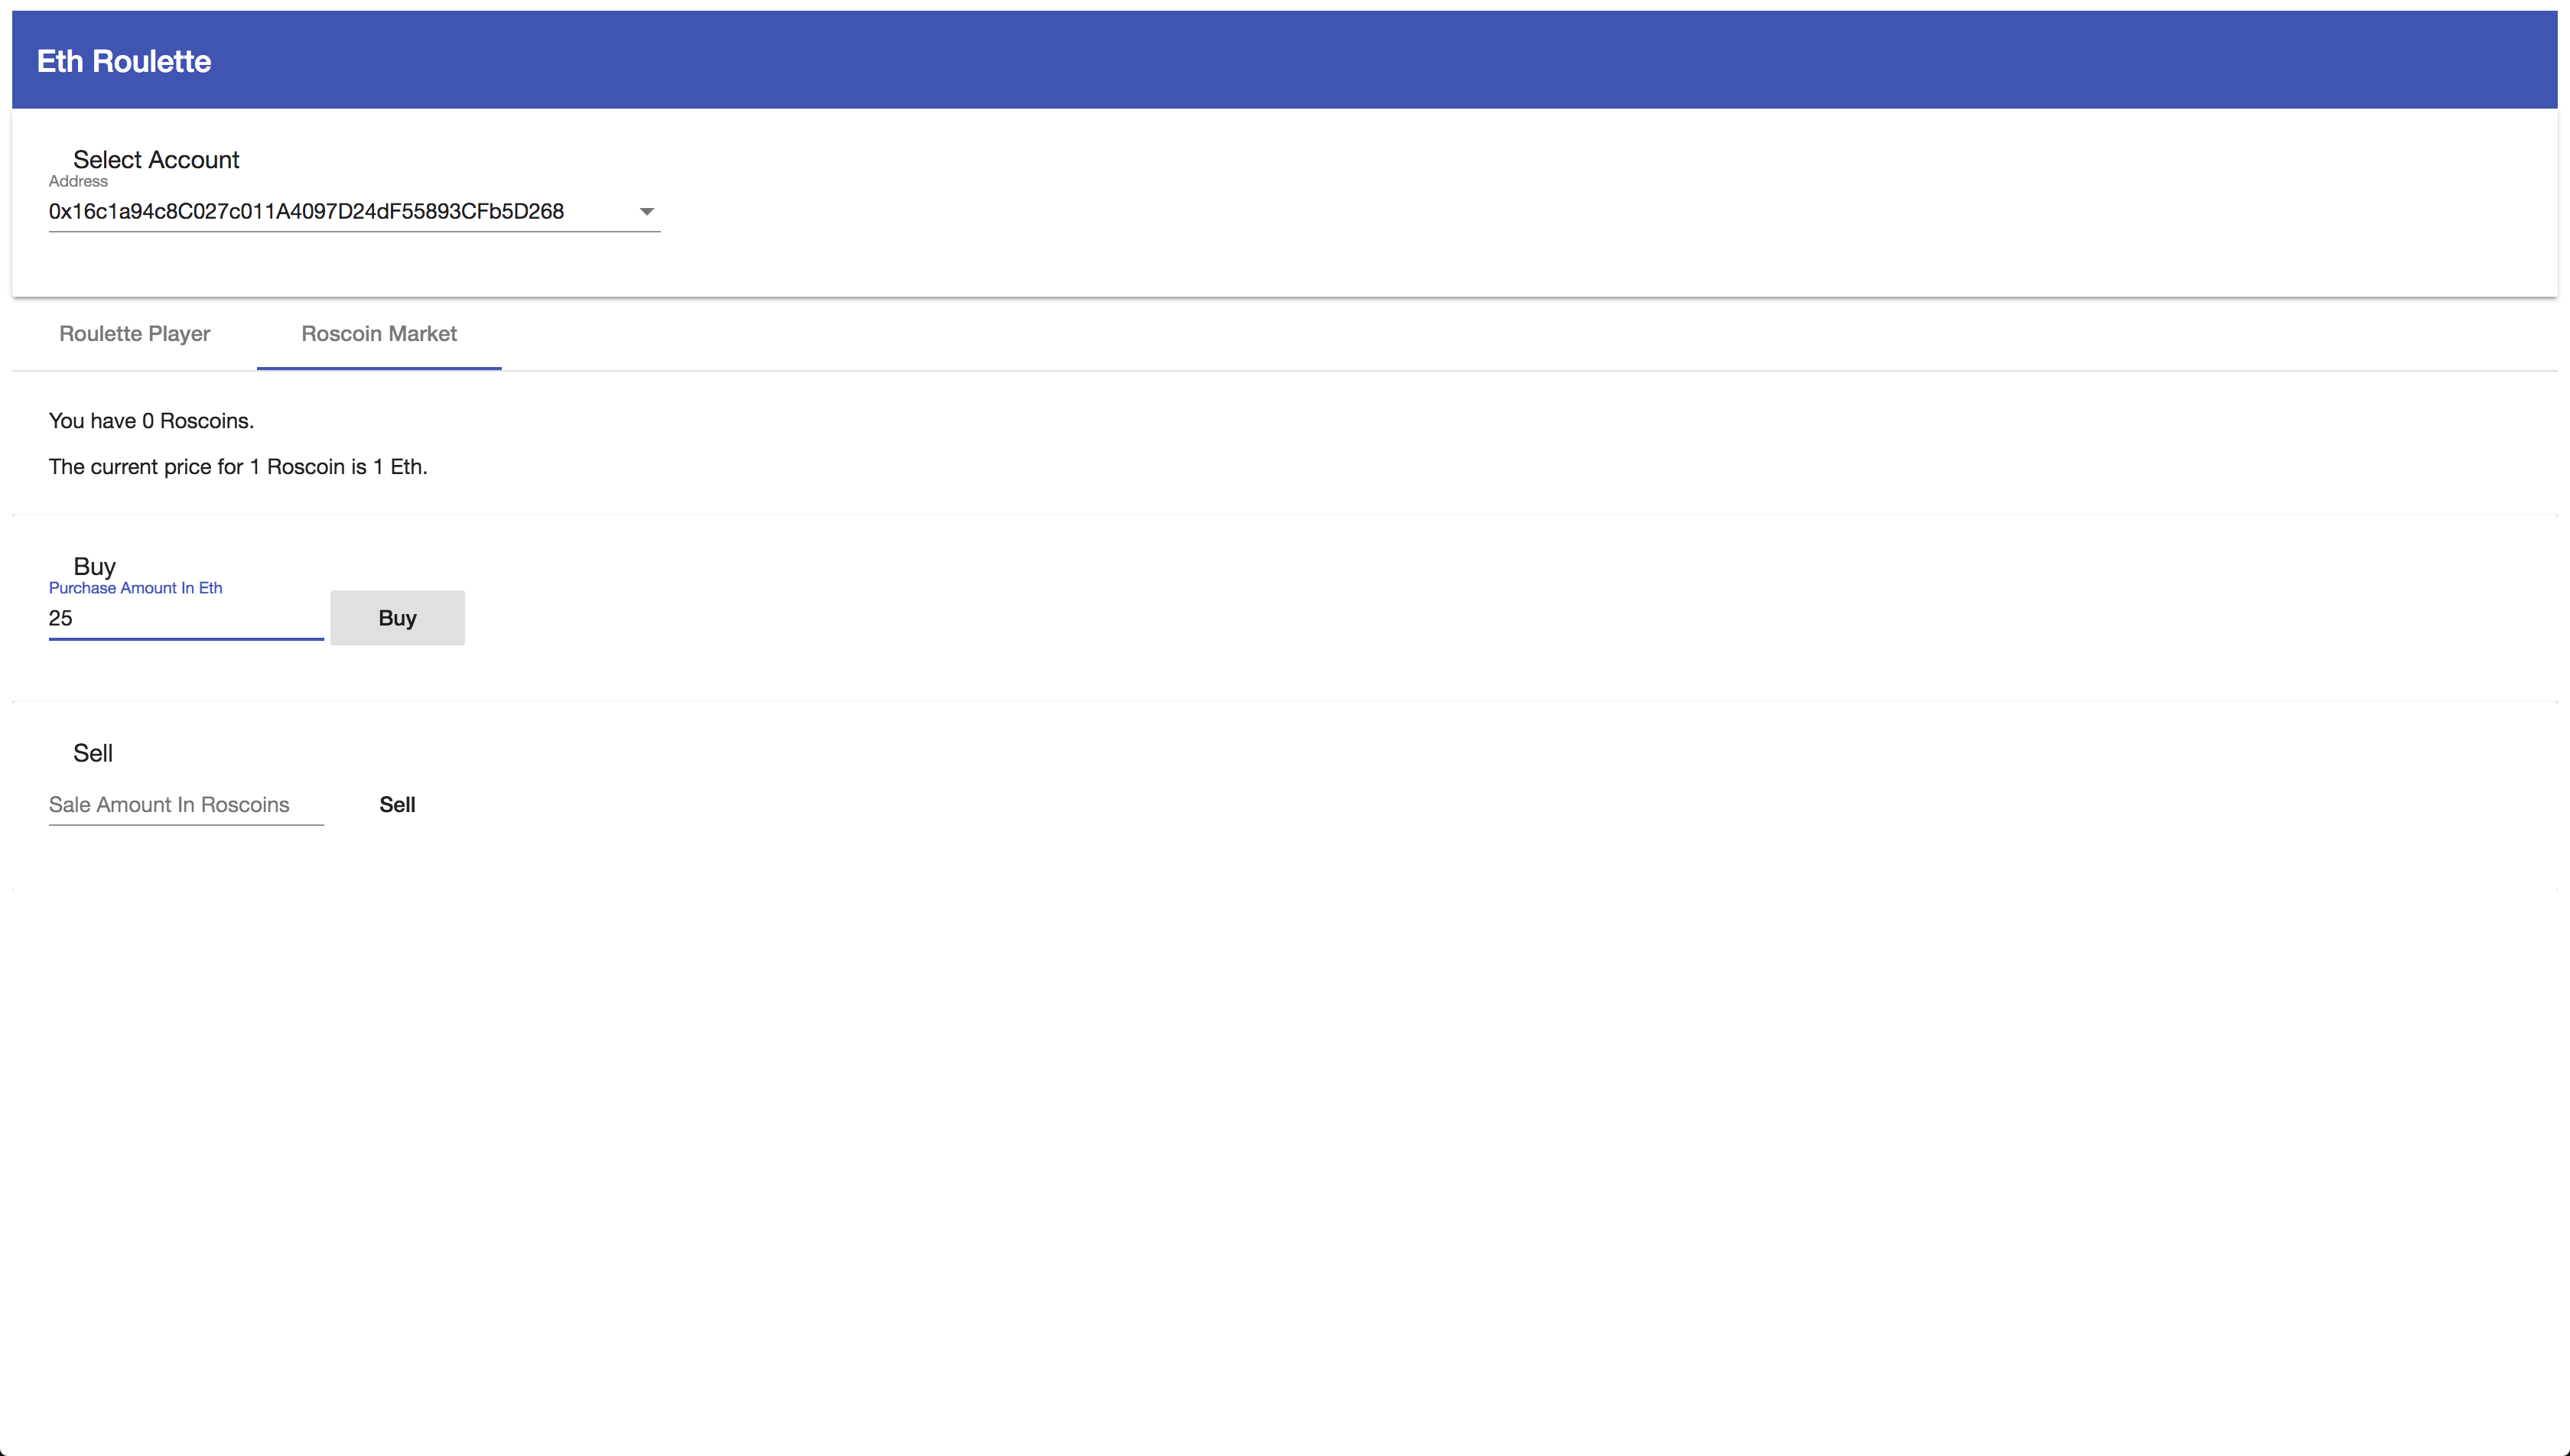 Eth Roulette
Select Account
Address
0x16c1a94c8C027c011A4097D24dF55893CFb5D268
Roulette Player Roscoin Market
You have 0 Roscoins.
The current price for 1 Roscoin is 1 Eth.
Buy
Purchase Amount In Eth
25 Buy
Sell
Sale Amount In Roscoins Sell